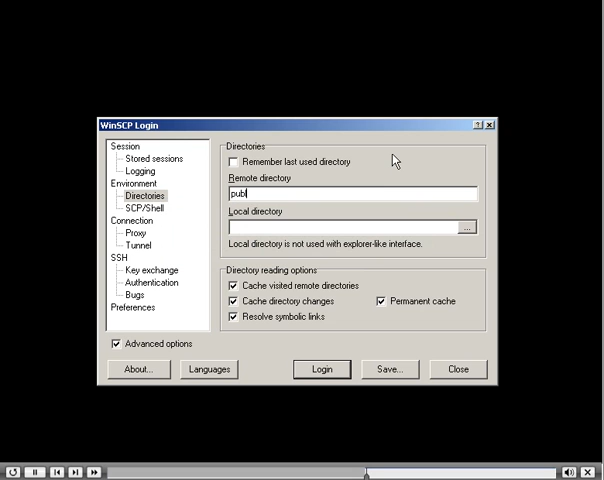 WinSCP Login
Session
Stored sessions
Logging
Environment
Directories
SCP/Shell
Connection
Proxy
Tunnel
SSH
Key exchange
Authentication
Bugs
Preferences
Advanced options
Directories
Remember last used directory
Remote directory
publ
Local directory
...
Local directory is not used with explorer-like interface.
Directory reading options
Cache visited remote directories
Cache directory changes
Permanent cache
Resolve symbolic links
About...
Languages
Login
Save...
Close